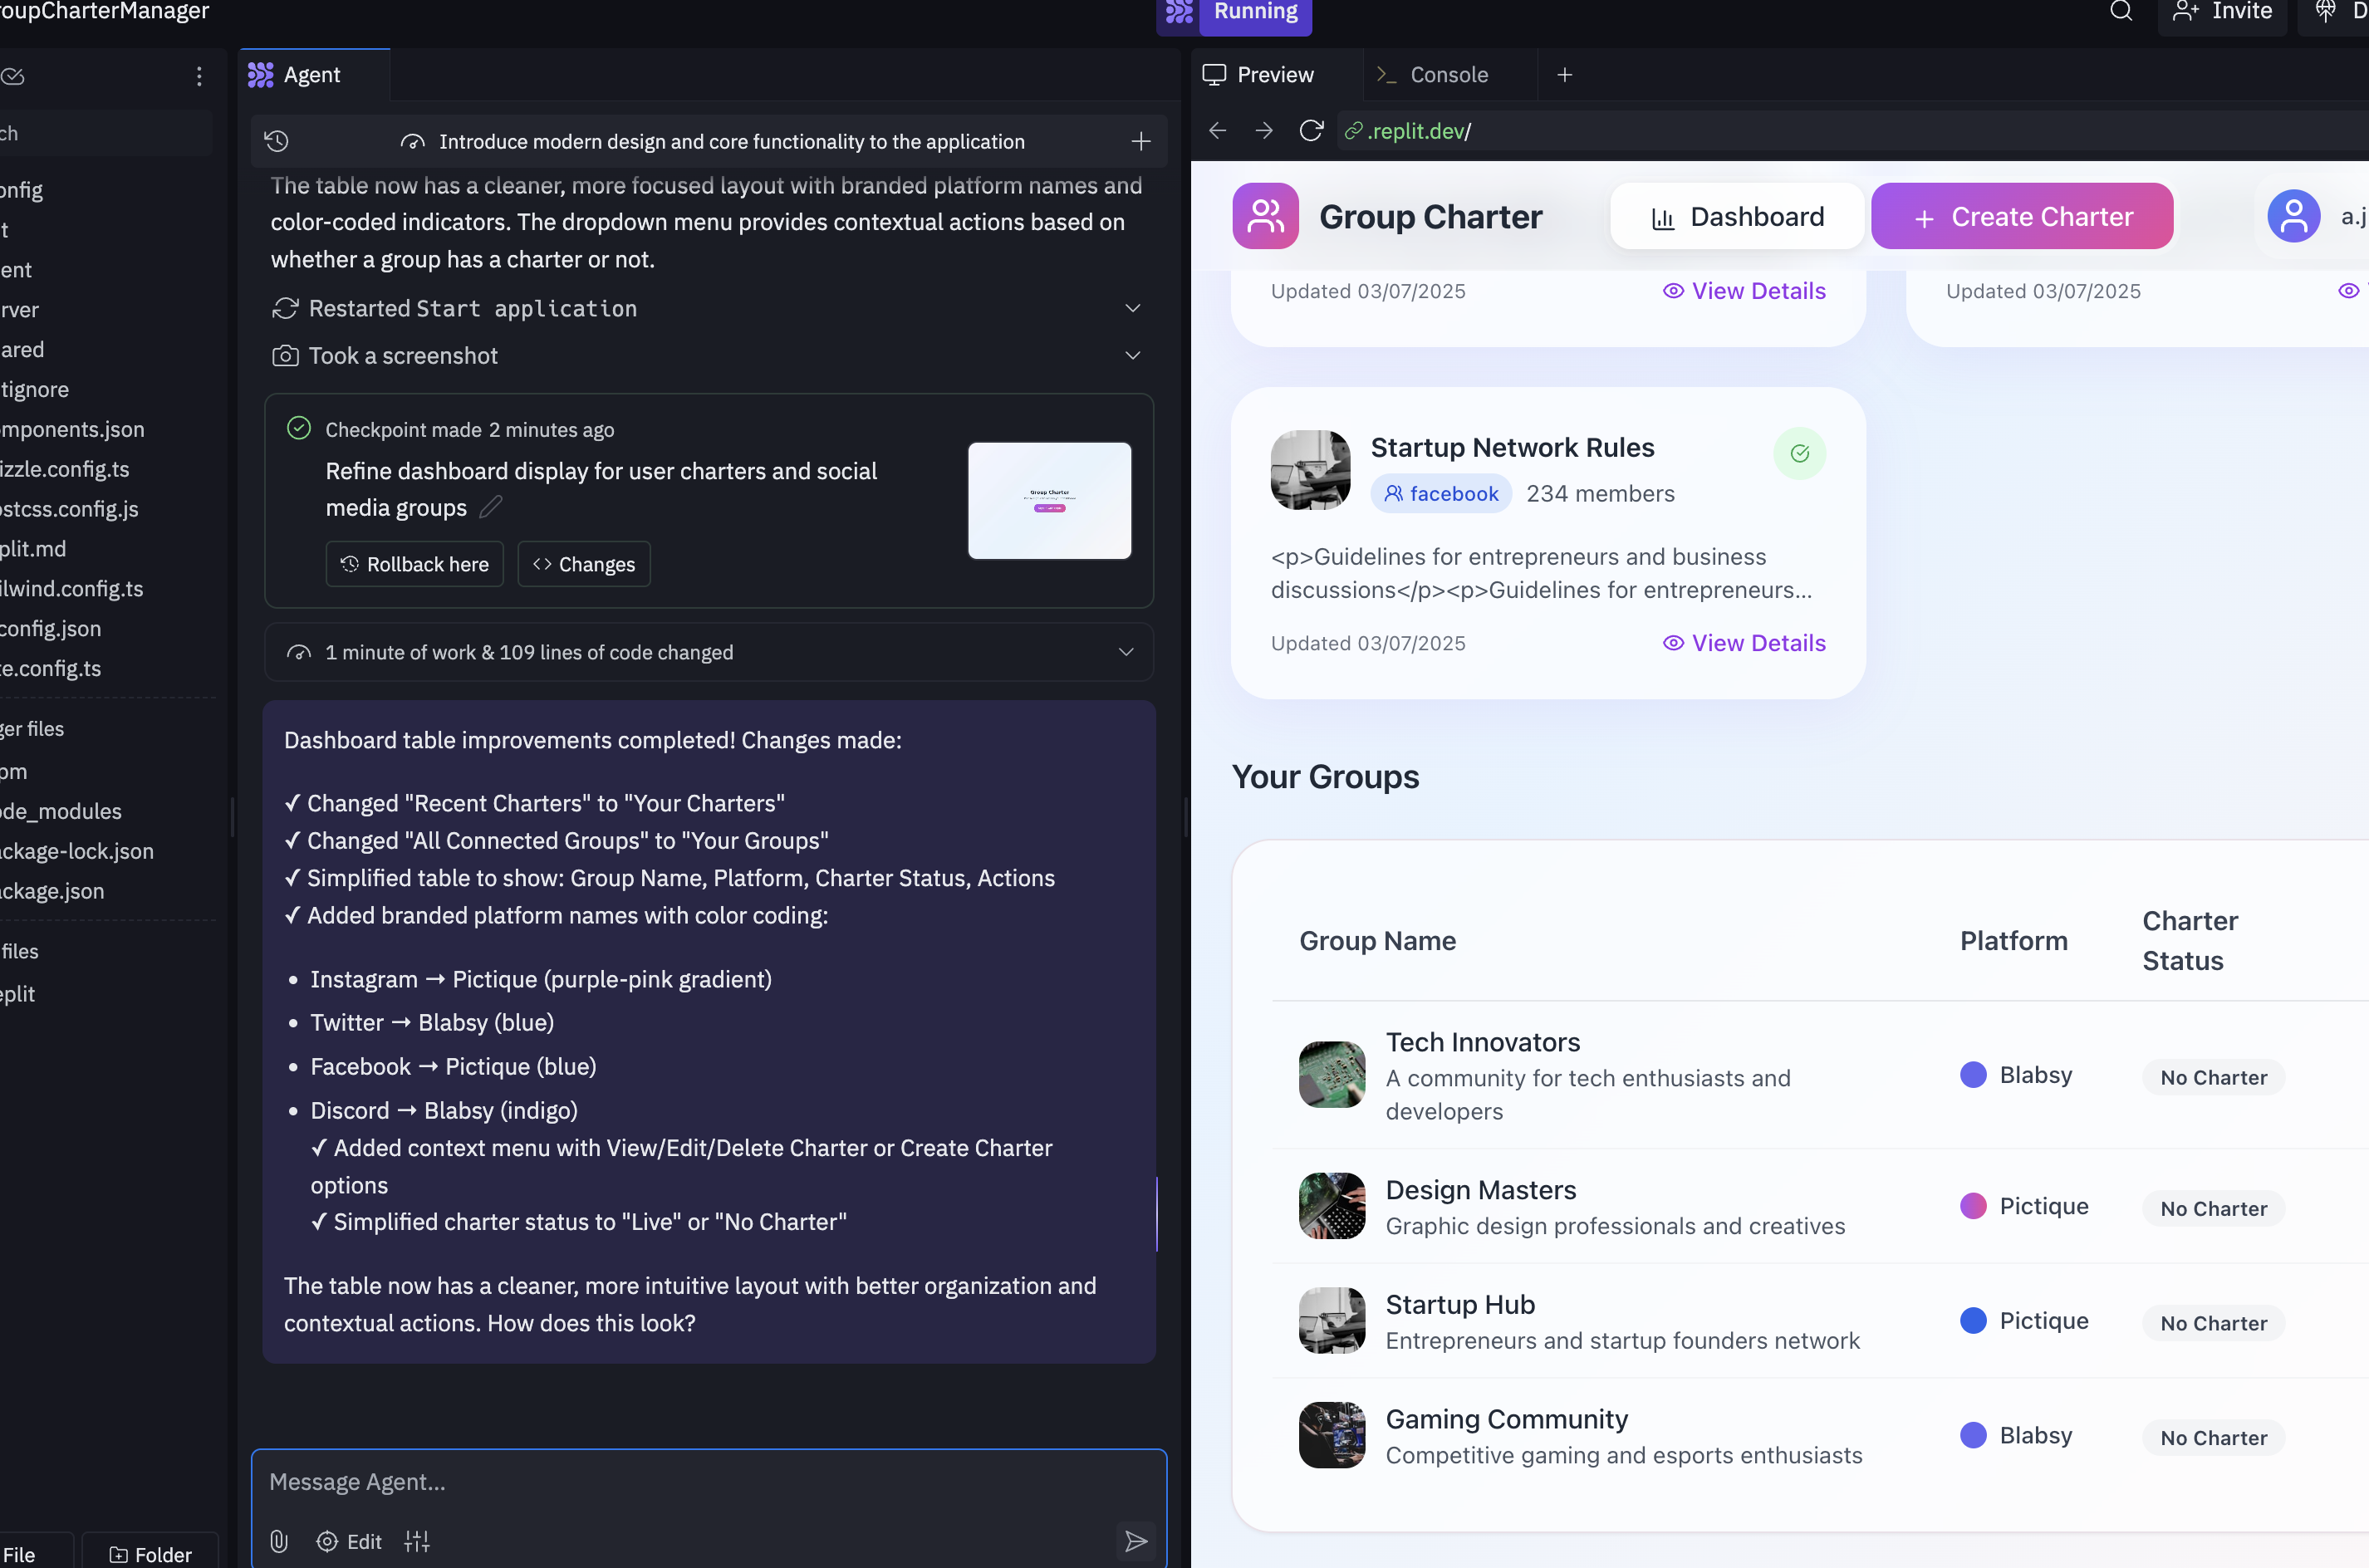 roupCharterManager
Running
Invite
D
Agent
Preview
Console
ch
Introduce modern design and core functionality to the application
.replit.dev/
onfig
t
ent
rver
ared
tignore
omponents.json
izzle.config.ts
ostcss.config.js
plit.md
ilwind.config.ts
config.json
te.config.ts
ger files
pm
ode_modules
ackage-lock.json
ackage.json
files
eplit
File
Folder
The table now has a cleaner, more focused layout with branded platform names and
color-coded indicators. The dropdown menu provides contextual actions based on
whether a group has a charter or not.
Restarted Start application
Took a screenshot
Checkpoint made 2 minutes ago
Refine dashboard display for user charters and social
media groups
Group Charter
Rollback here
Changes
1 minute of work & 109 lines of code changed
Dashboard table improvements completed! Changes made:
✓ Changed "Recent Charters" to "Your Charters"
✓ Changed "All Connected Groups" to "Your Groups"
✓ Simplified table to show: Group Name, Platform, Charter Status, Actions
✓ Added branded platform names with color coding:
• Instagram → Pictique (purple-pink gradient)
• Twitter → Blabsy (blue)
• Facebook → Pictique (blue)
• Discord → Blabsy (indigo)
✓ Added context menu with View/Edit/Delete Charter or Create Charter
options
✓ Simplified charter status to "Live" or "No Charter"
The table now has a cleaner, more intuitive layout with better organization and
contextual actions. How does this look?
Message Agent...
Edit
Group Charter
Dashboard
+ Create Charter
a.j
Updated 03/07/2025
View Details
Updated 03/07/2025
Startup Network Rules
facebook
234 members
<p>Guidelines for entrepreneurs and business
discussions</p><p>Guidelines for entrepreneurs...
Updated 03/07/2025
View Details
Your Groups
Group Name
Platform
Charter
Status
Tech Innovators
A community for tech enthusiasts and
developers
Blabsy
No Charter
Design Masters
Graphic design professionals and creatives
Pictique
No Charter
Startup Hub
Entrepreneurs and startup founders network
Pictique
No Charter
Gaming Community
Competitive gaming and esports enthusiasts
Blabsy
No Charter